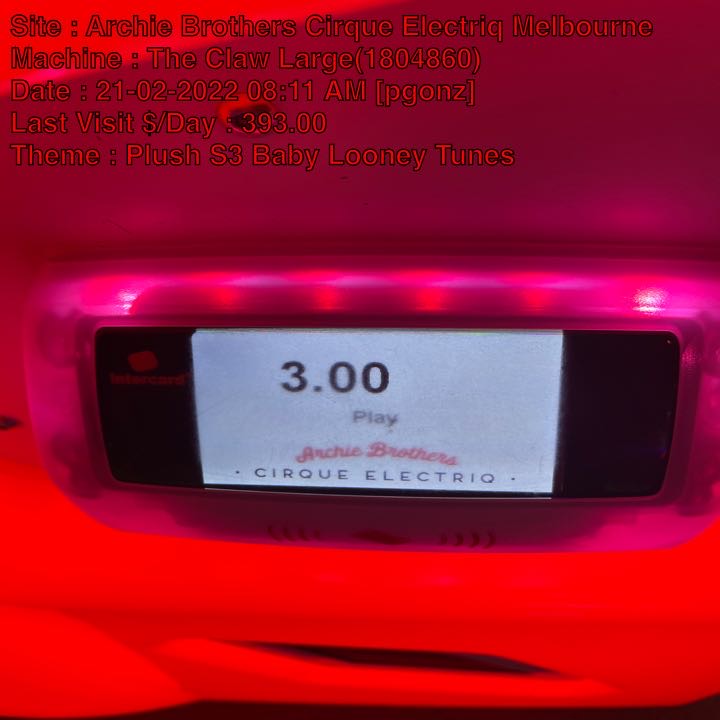 Site : Archie Brothers Cirque Electriq Melbourne
Machine : The Claw Large(1804860)
Date : 21-02-2022 08:11 AM [pgonz]
Last Visit $/Day : 393.00
Theme : Plush S3 Baby Looney Tunes
Intercard
3.00
Play
Archie Brothers
· CIRQUE ELECTRIQ ·